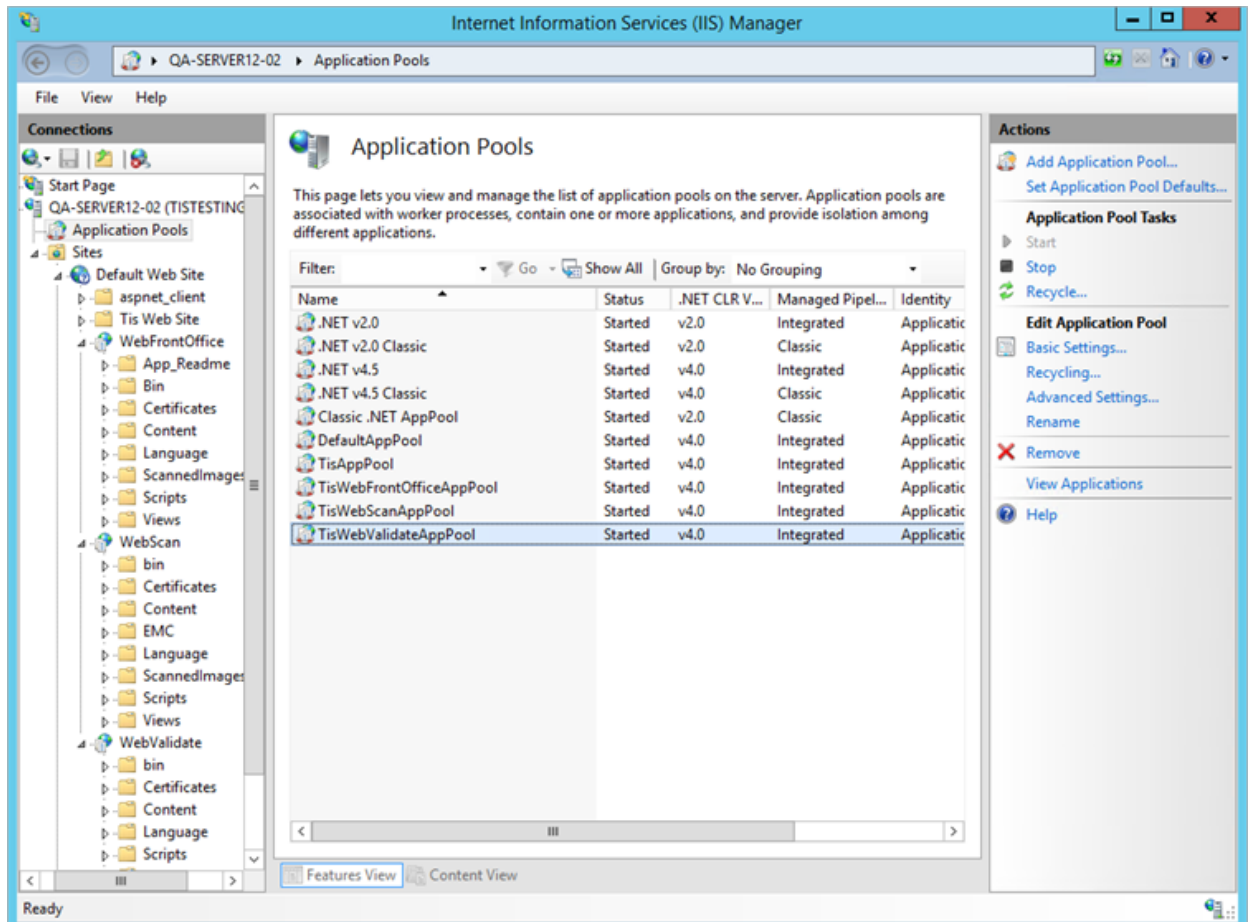 Internet Information Services (IIS) Manager
QA-SERVER12-02 Application Pools
File View Help
Connections
Start Page
QA-SERVER12-02 (TISTESTING
Application Pools
Sites
Default Web Site
aspnet_client
Tis Web Site
WebFrontOffice
App_Readme
Bin
Certificates
Content
Language
ScannedImages
Scripts
Views
WebScan
bin
Certificates
Content
EMC
Language
ScannedImages
Scripts
Views
WebValidate
bin
Certificates
Content
Language
Scripts
Application Pools
This page lets you view and manage the list of application pools on the server. Application pools are
associated with worker processes, contain one or more applications, and provide isolation among
different applications.
Filter: Go Show All Group by: No Grouping
Name Status .NET CLR V... Managed Pipel... Identity
.NET v2.0 Started v2.0 Integrated Applicatic
.NET v2.0 Classic Started v2.0 Classic Applicatic
.NET v4.5 Started v4.0 Integrated Applicatic
.NET v4.5 Classic Started v4.0 Classic Applicatic
Classic .NET AppPool Started v2.0 Classic Applicatic
DefaultAppPool Started v4.0 Integrated Applicatic
TisAppPool Started v4.0 Integrated Applicatic
TisWebFrontOfficeAppPool Started v4.0 Integrated Applicatic
TisWebScanAppPool Started v4.0 Integrated Applicatic
TisWebValidateAppPool Started v4.0 Integrated Applicatic
Features View Content View
Actions
Add Application Pool...
Set Application Pool Defaults...
Application Pool Tasks
Start
Stop
Recycle...
Edit Application Pool
Basic Settings...
Recycling...
Advanced Settings...
Rename
Remove
View Applications
Help
Ready